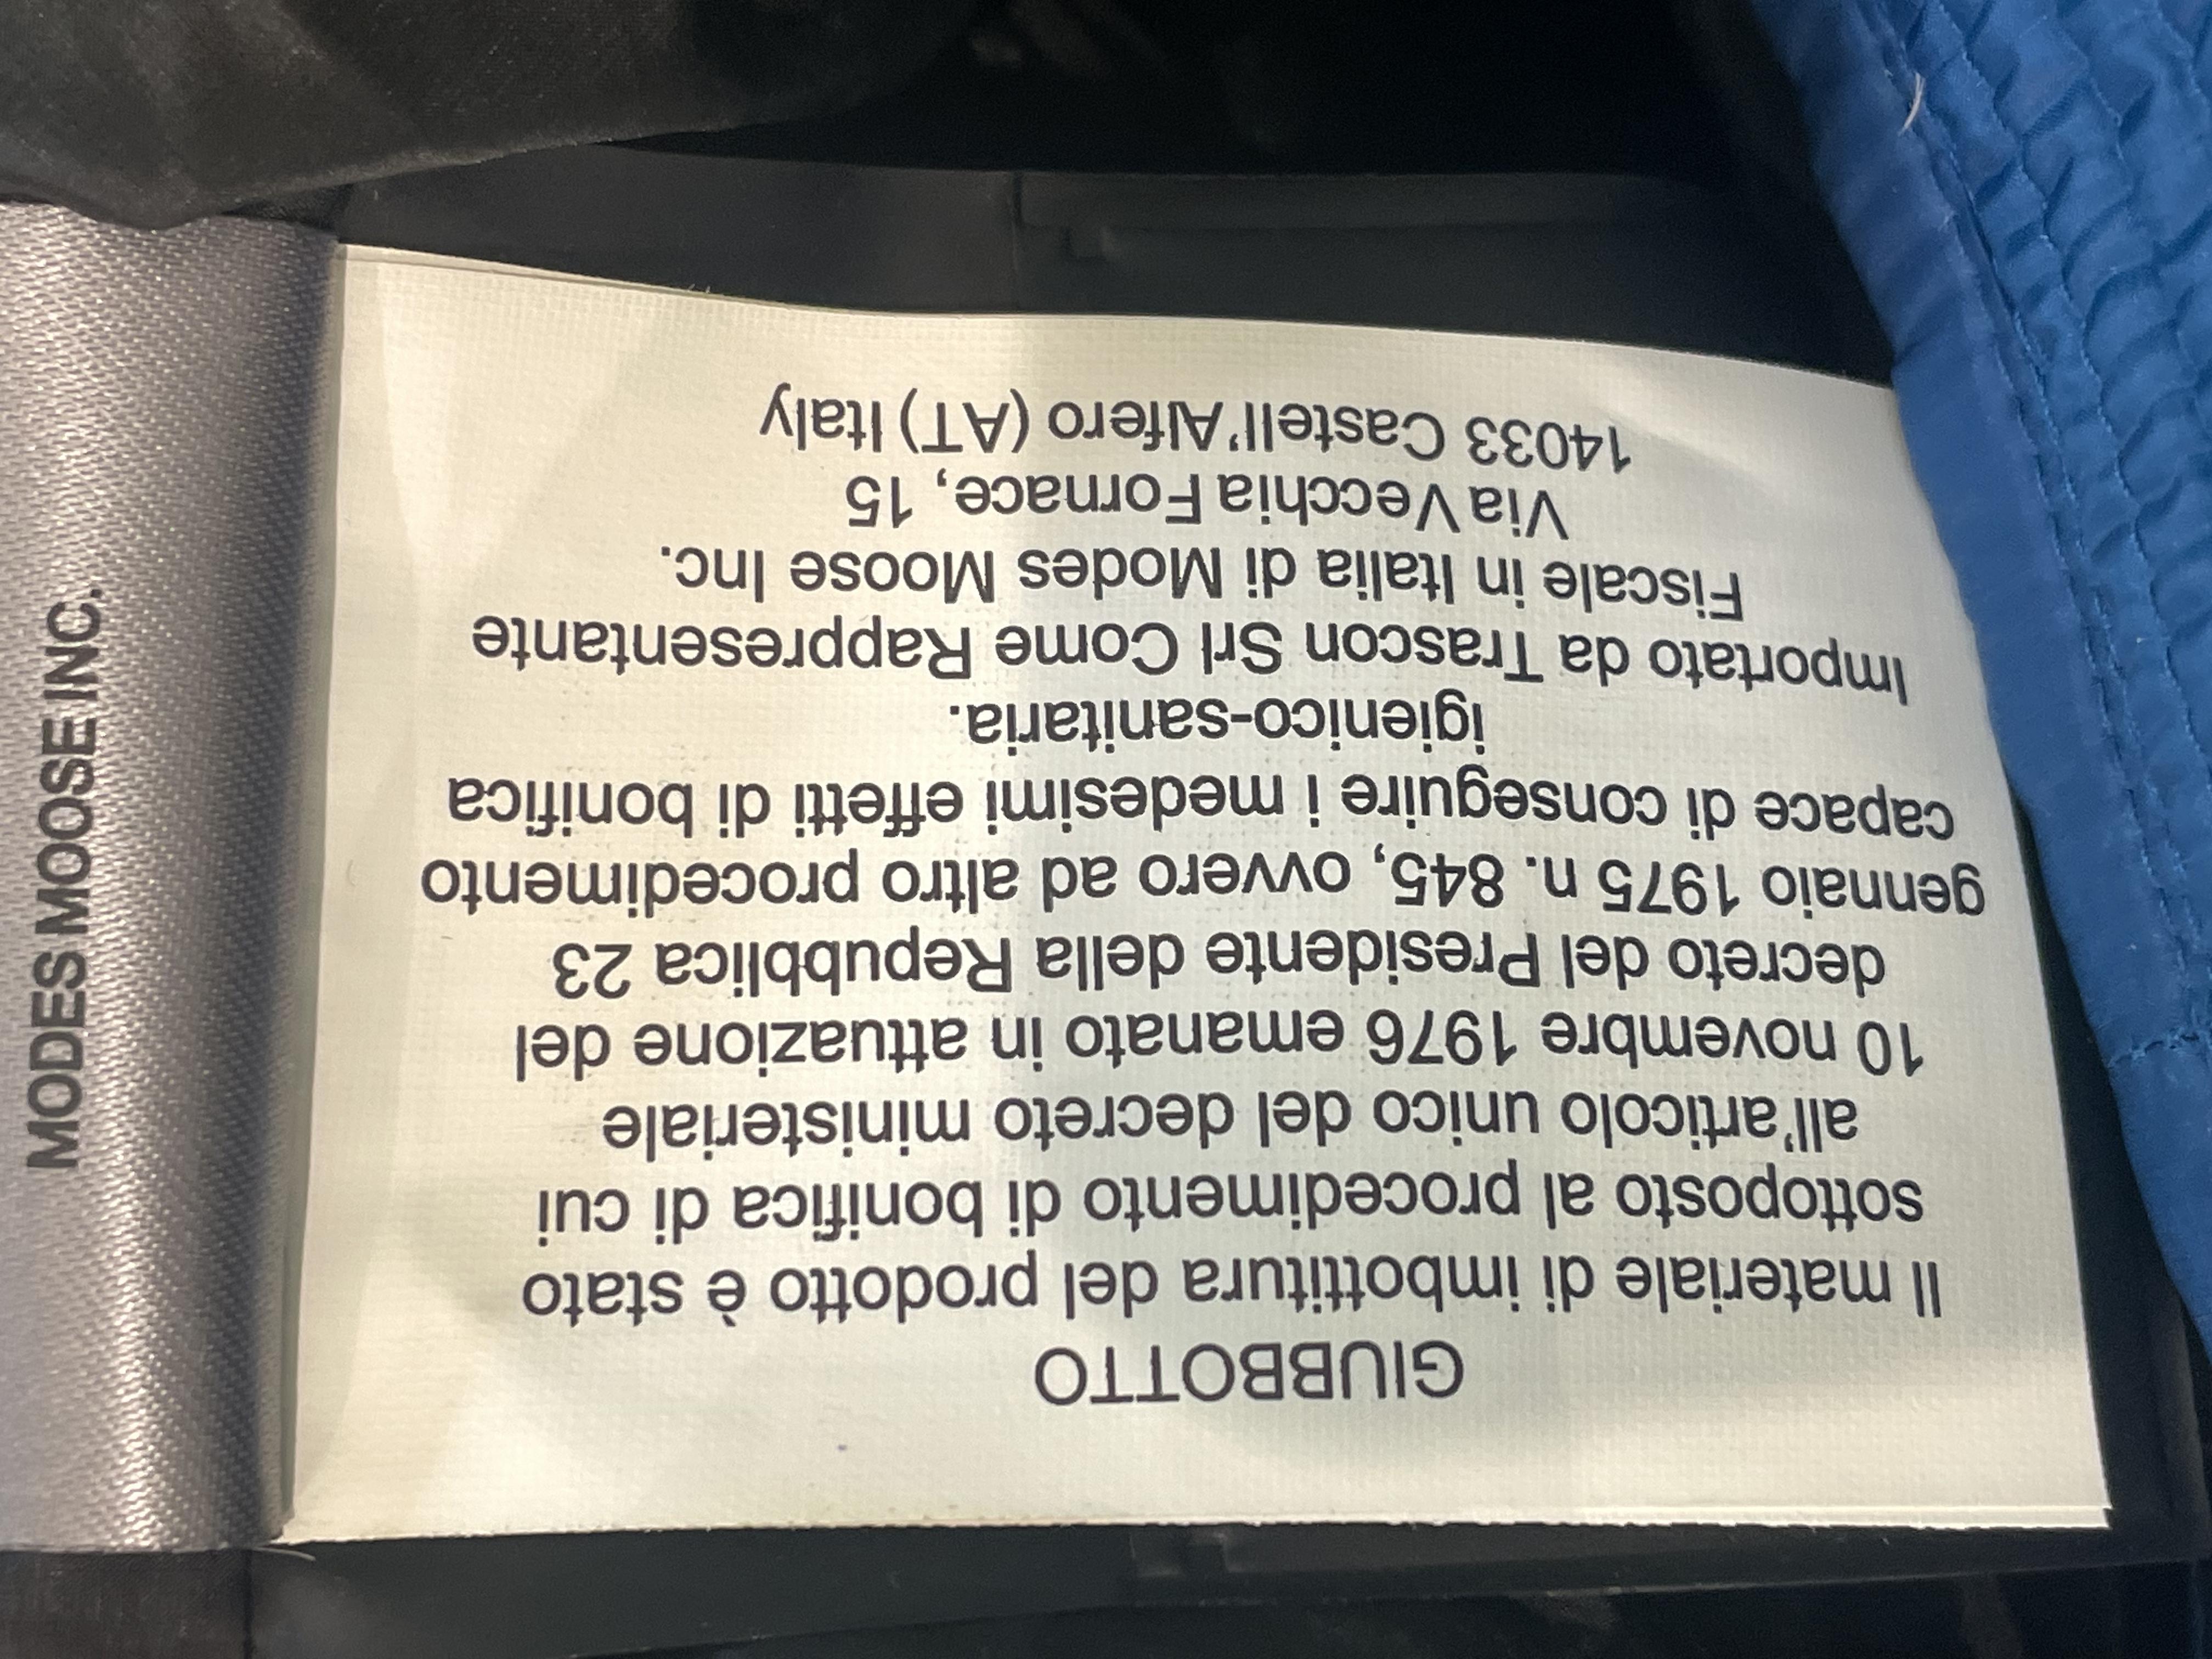 GIUBBOTTO
Il materiale di imbottitura del prodotto è stato
sottoposto al procedimento di bonifica di cui
all'articolo unico del decreto ministeriale
10 novembre 1976 emanato in attuazione del
decreto del Presidente della Repubblica 23
gennaio 1975 n. 845, ovvero ad altro procedimento
capace di conseguire i medesimi effetti di bonifica
igienico-sanitaria.
Importato da Trascon Srl Come Rappresentante
Fiscale in Italia di Modes Moose Inc.
Via Vecchia Fornace, 15
14033 Castell'Alfero (AT) Italy
MODES MOOSE INC.